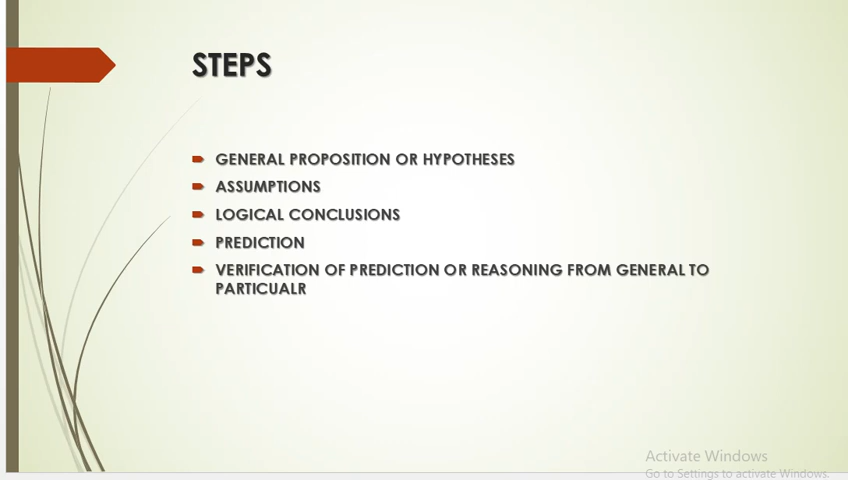 STEPS
GENERAL PROPOSITION OR HYPOTHESES
ASSUMPTIONS
LOGICAL CONCLUSIONS
PREDICTION
VERIFICATION OF PREDICTION OR REASONING FROM GENERAL TO
PARTICUALR
Activate Windows
Go to Settings to activate Windows.